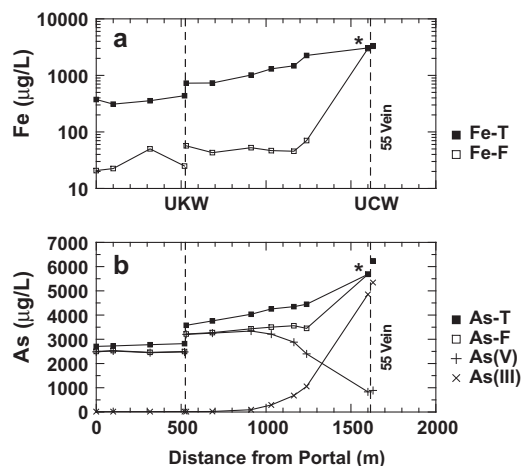 a
*
Fe (µg/L)
10000
1000
100
10
UKW
UCW
55 Vein
Fe-T
Fe-F
b
*
As (µg/L)
7000
6000
5000
4000
3000
2000
1000
0
0
500
1000
1500
2000
55 Vein
As-T
As-F
As(V)
As(III)
Distance from Portal (m)